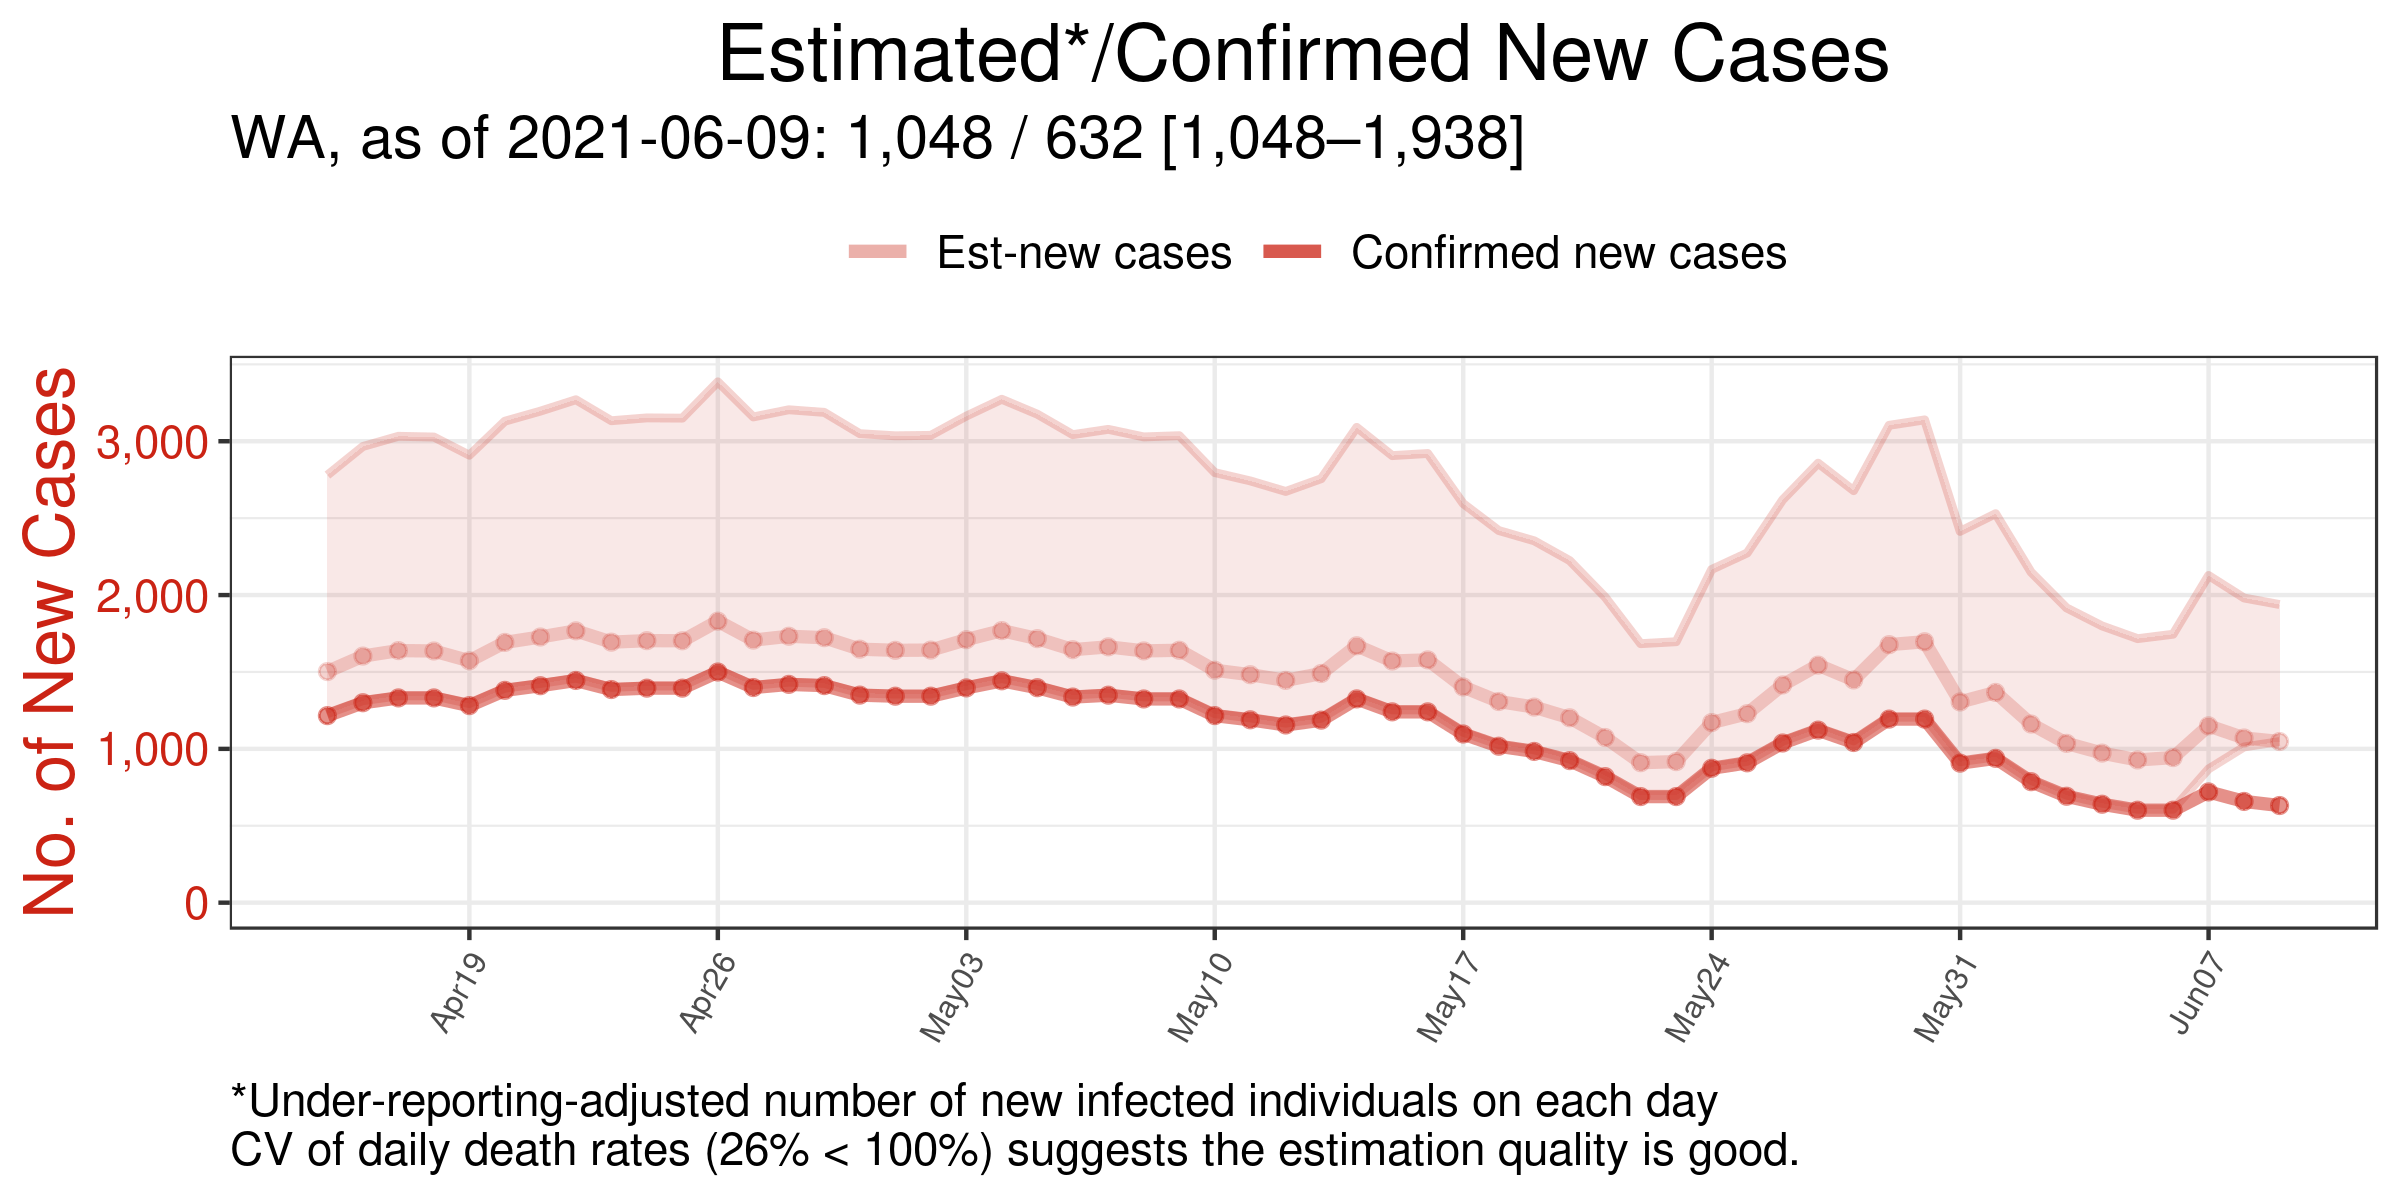 Estimated*/Confirmed New Cases
WA, as of 2021-06-09: 1,048 / 632 [1,048–1,938]
Est-new cases
Confirmed new cases
No. of New Cases
3,000
2,000
1,000
0
Apr19
Apr26
May03
May10
May17
May24
May31
Jun07
*Under-reporting-adjusted number of new infected individuals on each day
CV of daily death rates (26% < 100%) suggests the estimation quality is good.